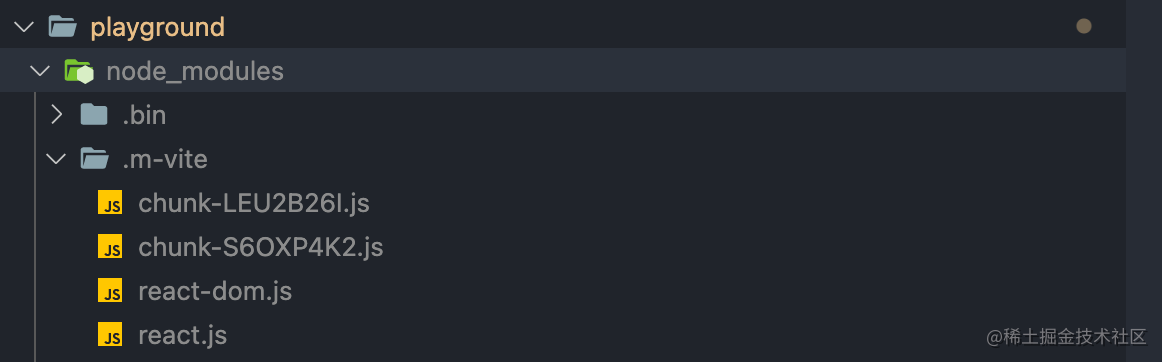 playground
node_modules
.bin
.m-vite
JS chunk-LEU2B26I.js
JS chunk-S6OXP4K2.js
JS react-dom.js
JS react.js
@稀土掘金技术社区